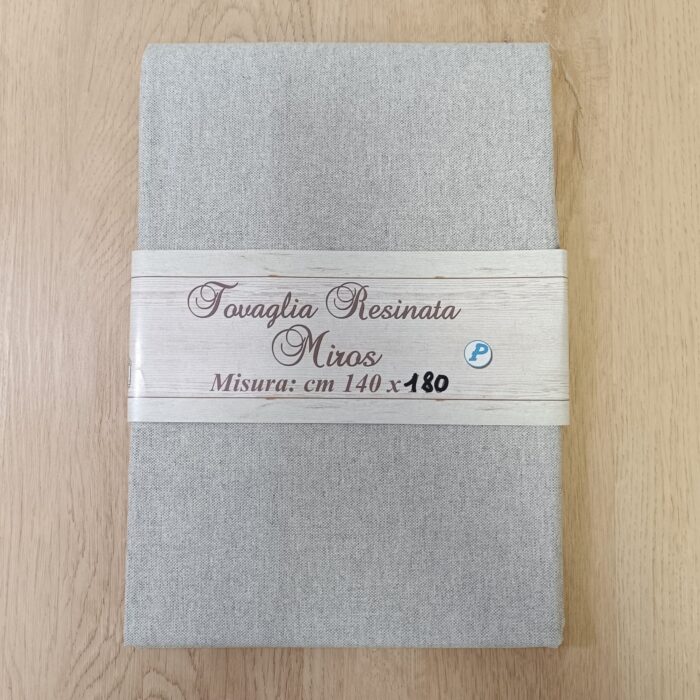 Tovaglia Resinata
Miros
P
Misura: cm 140 x 180